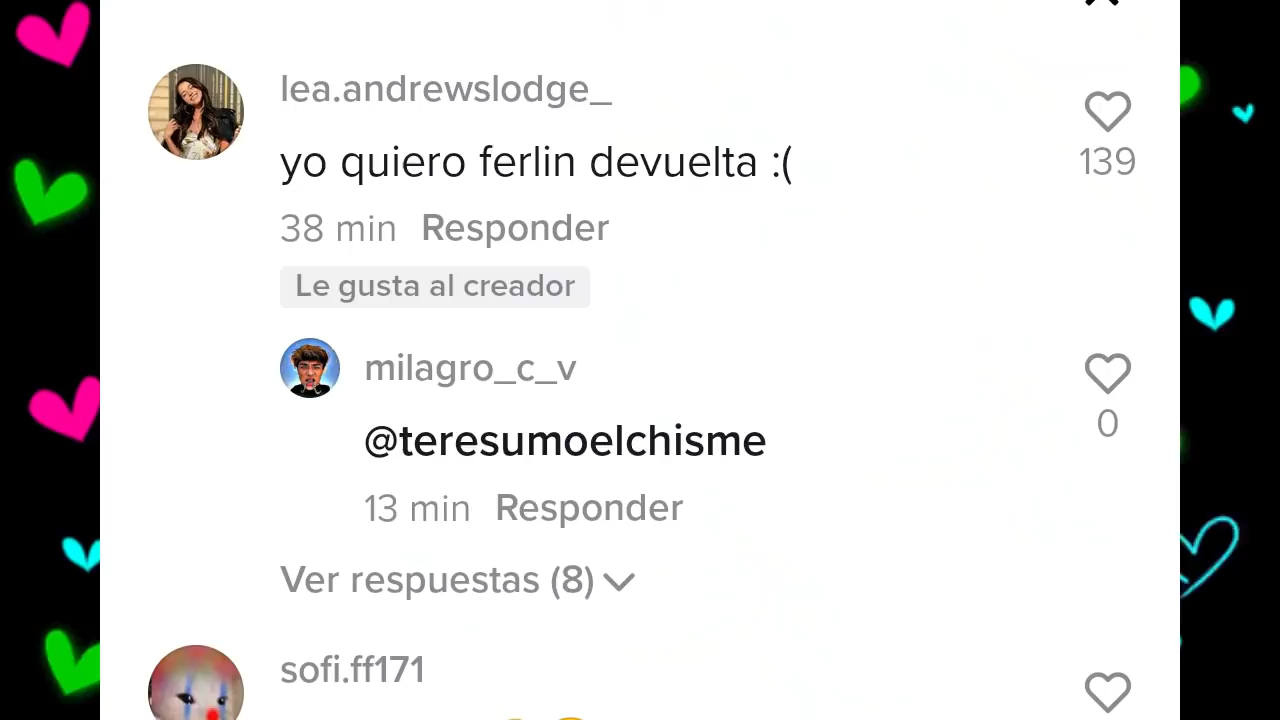 lea.andrewslodge_
yo quiero ferlin devuelta :(
139
38 min Responder
Le gusta al creador
milagro_c_v
@teresumoelchisme
0
13 min Responder
Ver respuestas (8)
sofi.ff171